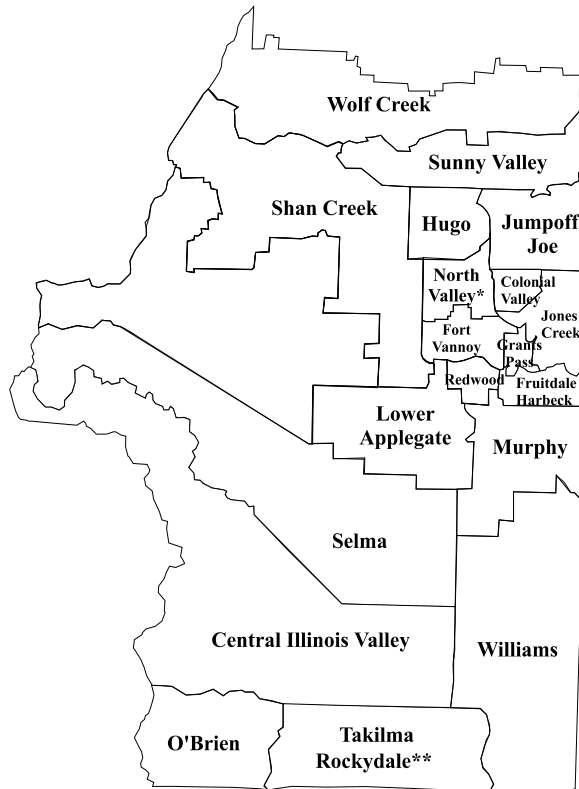 Wolf Creek
Sunny Valley
Shan Creek
Hugo
Jumpoff
Joe
North
Valley*
Colonial
Valley
Jones
Creek
Fort
Vannoy
Grants
Pass
Redwood
Fruitdale
Harbeck
Lower
Applegate
Murphy
Selma
Central Illinois Valley
Williams
O'Brien
Takilma
Rockydale**